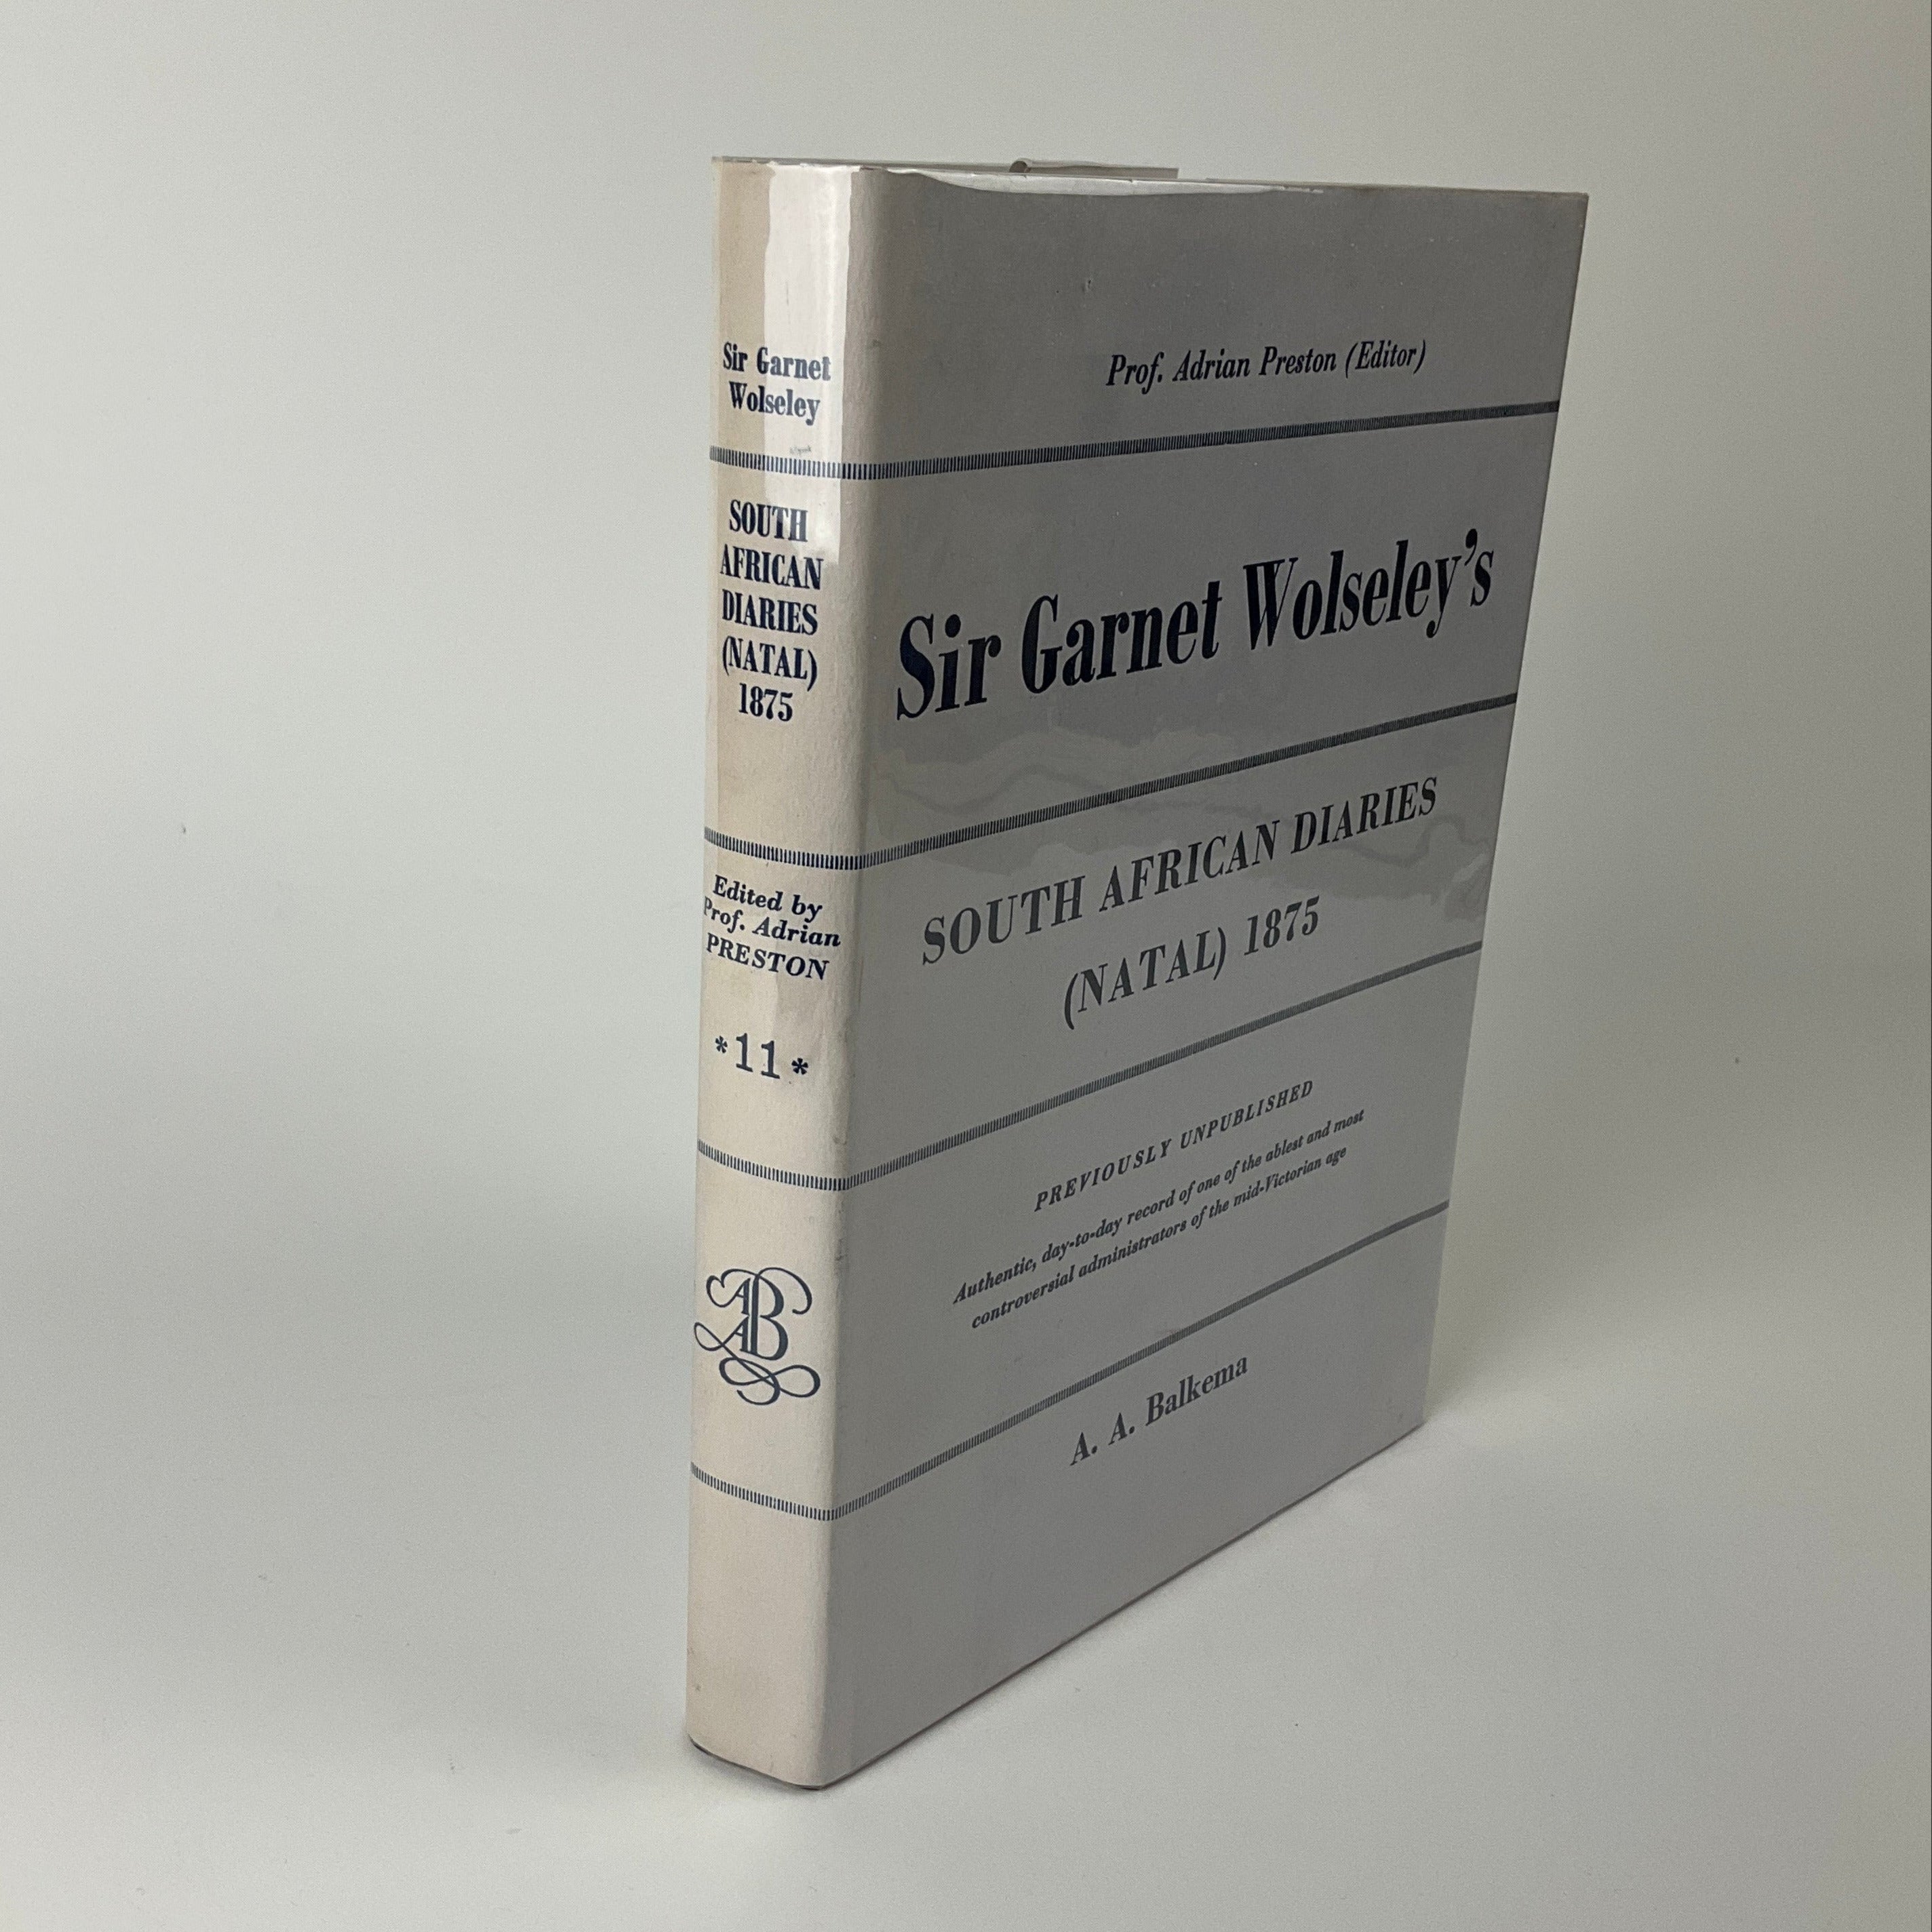 Sir Garnet
Wolseley
SOUTH
AFRICAN
DIARIES
(NATAL)
1875
Edited by
Prof. Adrian
PRESTON
*11*
ABA
Prof. Adrian Preston (Editor)
Sir Garnet Wolseley's
SOUTH AFRICAN DIARIES
(NATAL) 1875
PREVIOUSLY UNPUBLISHED
Authentic, day-to-day record of one of the ablest and most
controversial administrators of the mid-Victorian age
A. A. Balkema